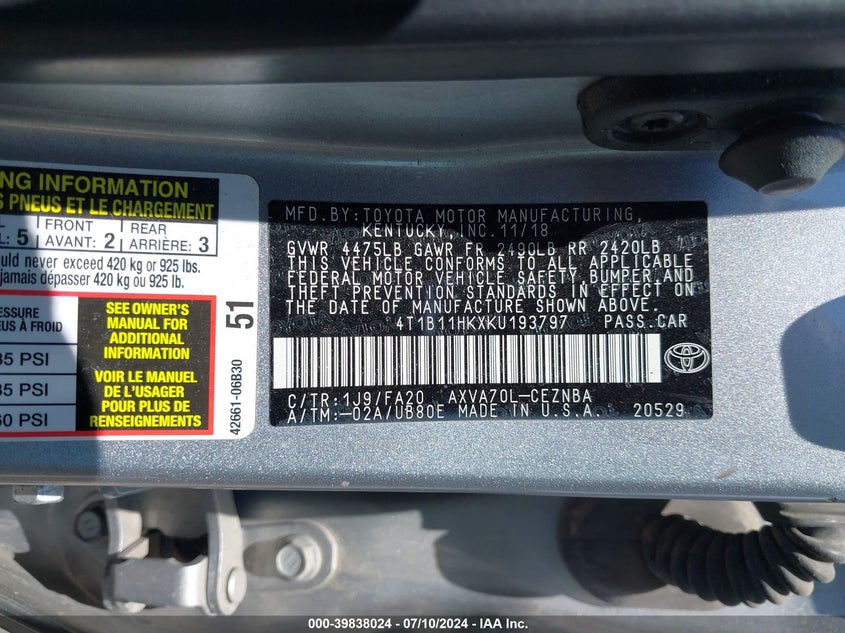 NG INFORMATION
PNEUS ET LE CHARGEMENT
FRONT REAR
: 5 AVANT: 2 ARRIÈRE: 3
ould never exceed 420 kg or 925 lbs.
jamais dépasser 420 kg ou 925 lb.
RESSURE
EUS À FROID
35 PSI
35 PSI
60 PSI
SEE OWNER'S
MANUAL FOR
ADDITIONAL
INFORMATION
VOIR LE MANUEL
DE L'USAGER
POUR PLUS DE
RENSEIGNEMENTS
51
42661-06B30
MFD.BY:TOYOTA MOTOR MANUFACTURING,
KENTUCKY, INC.11/18
GVWR 4475LB GAWR FR 2490LB RR 2420LB
THIS VEHICLE CONFORMS TO ALL APPLICABLE
FEDERAL MOTOR VEHICLE SAFETY,BUMPER,AND
THEFT PREVENTION STANDARDS IN EFFECT ON
THE DATE OF MANUFACTURE SHOWN ABOVE.
4T1B11HKXKU193797 PASS.CAR
C/TR:1J9/FA20 AXVA70L-CEZNBA
A/TM:-02A/UB80E MADE IN U.S.A. 20529
000-39838024 / 07/10/2024 / IAA Inc.